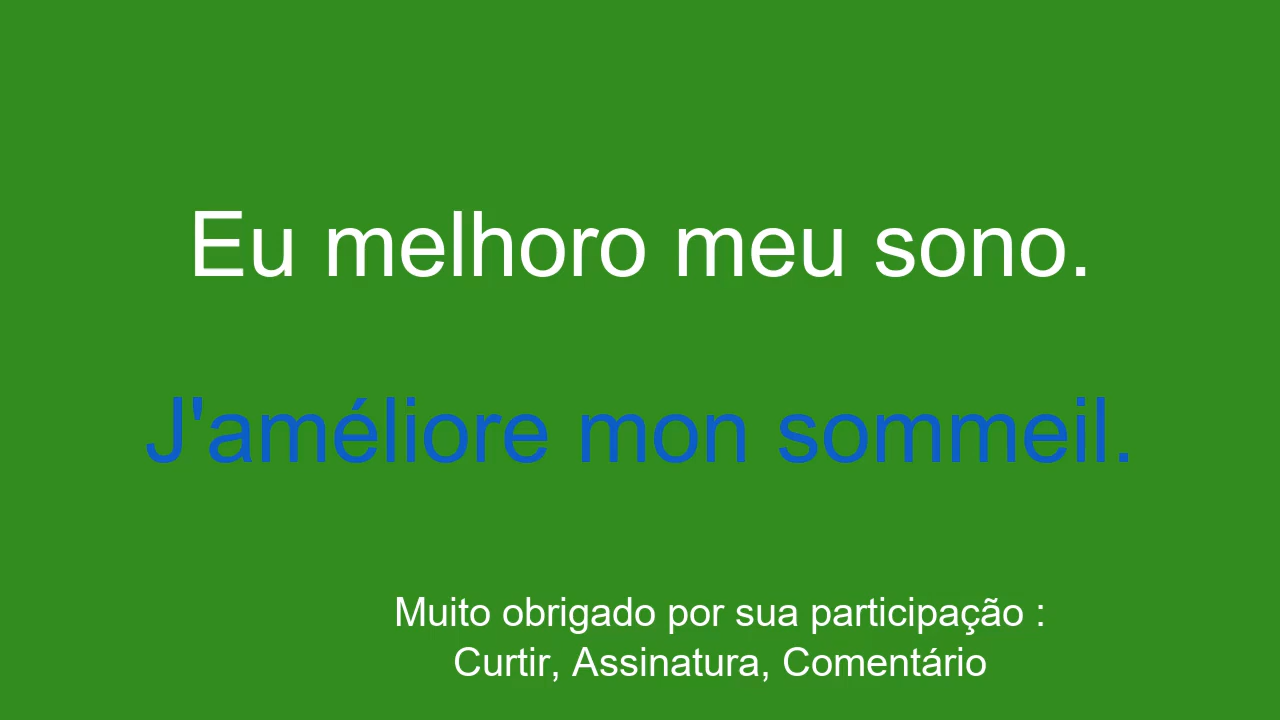 Eu melhoro meu sono.
J'améliore mon sommeil.
Muito obrigado por sua participação :
Curtir, Assinatura, Comentário